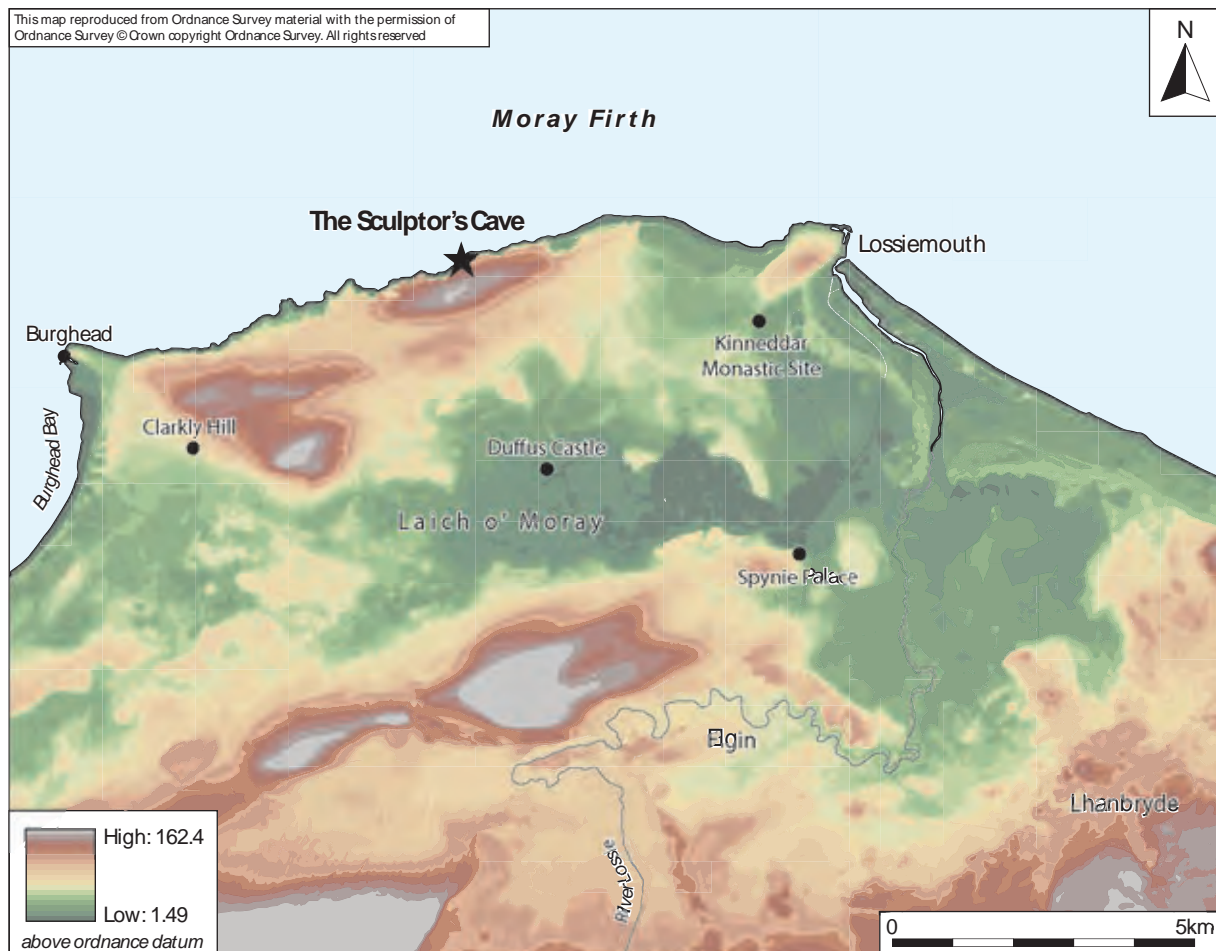 This map reproduced from Ordnance Survey material with the permission of
Ordnance Survey © Crown copyright Ordnance Survey. All rights reserved
N
Moray Firth
The Sculptor's Cave
Lossiemouth
Burghead
Kinneddar
Monastic Site
Clarkly Hill
Duffus Castle
Burghead Bay
Laich o' Moray
Spynie Palace
Elgin
Lhanbryde
River Lossie
High: 162.4
Low: 1.49
above ordnance datum
0 5km